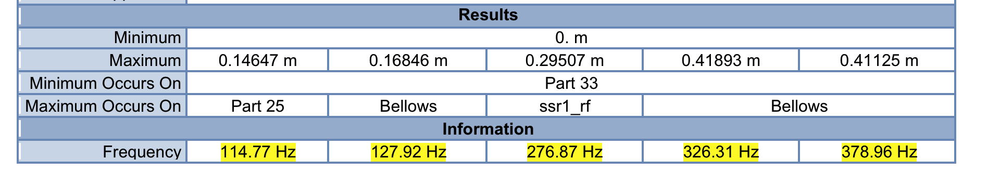 Results
Minimum 0. m
Maximum 0.14647 m 0.16846 m 0.29507 m 0.41893 m 0.41125 m
Minimum Occurs On Part 33
Maximum Occurs On Part 25 Bellows ssr1_rf Bellows
Information
Frequency 114.77 Hz 127.92 Hz 276.87 Hz 326.31 Hz 378.96 Hz